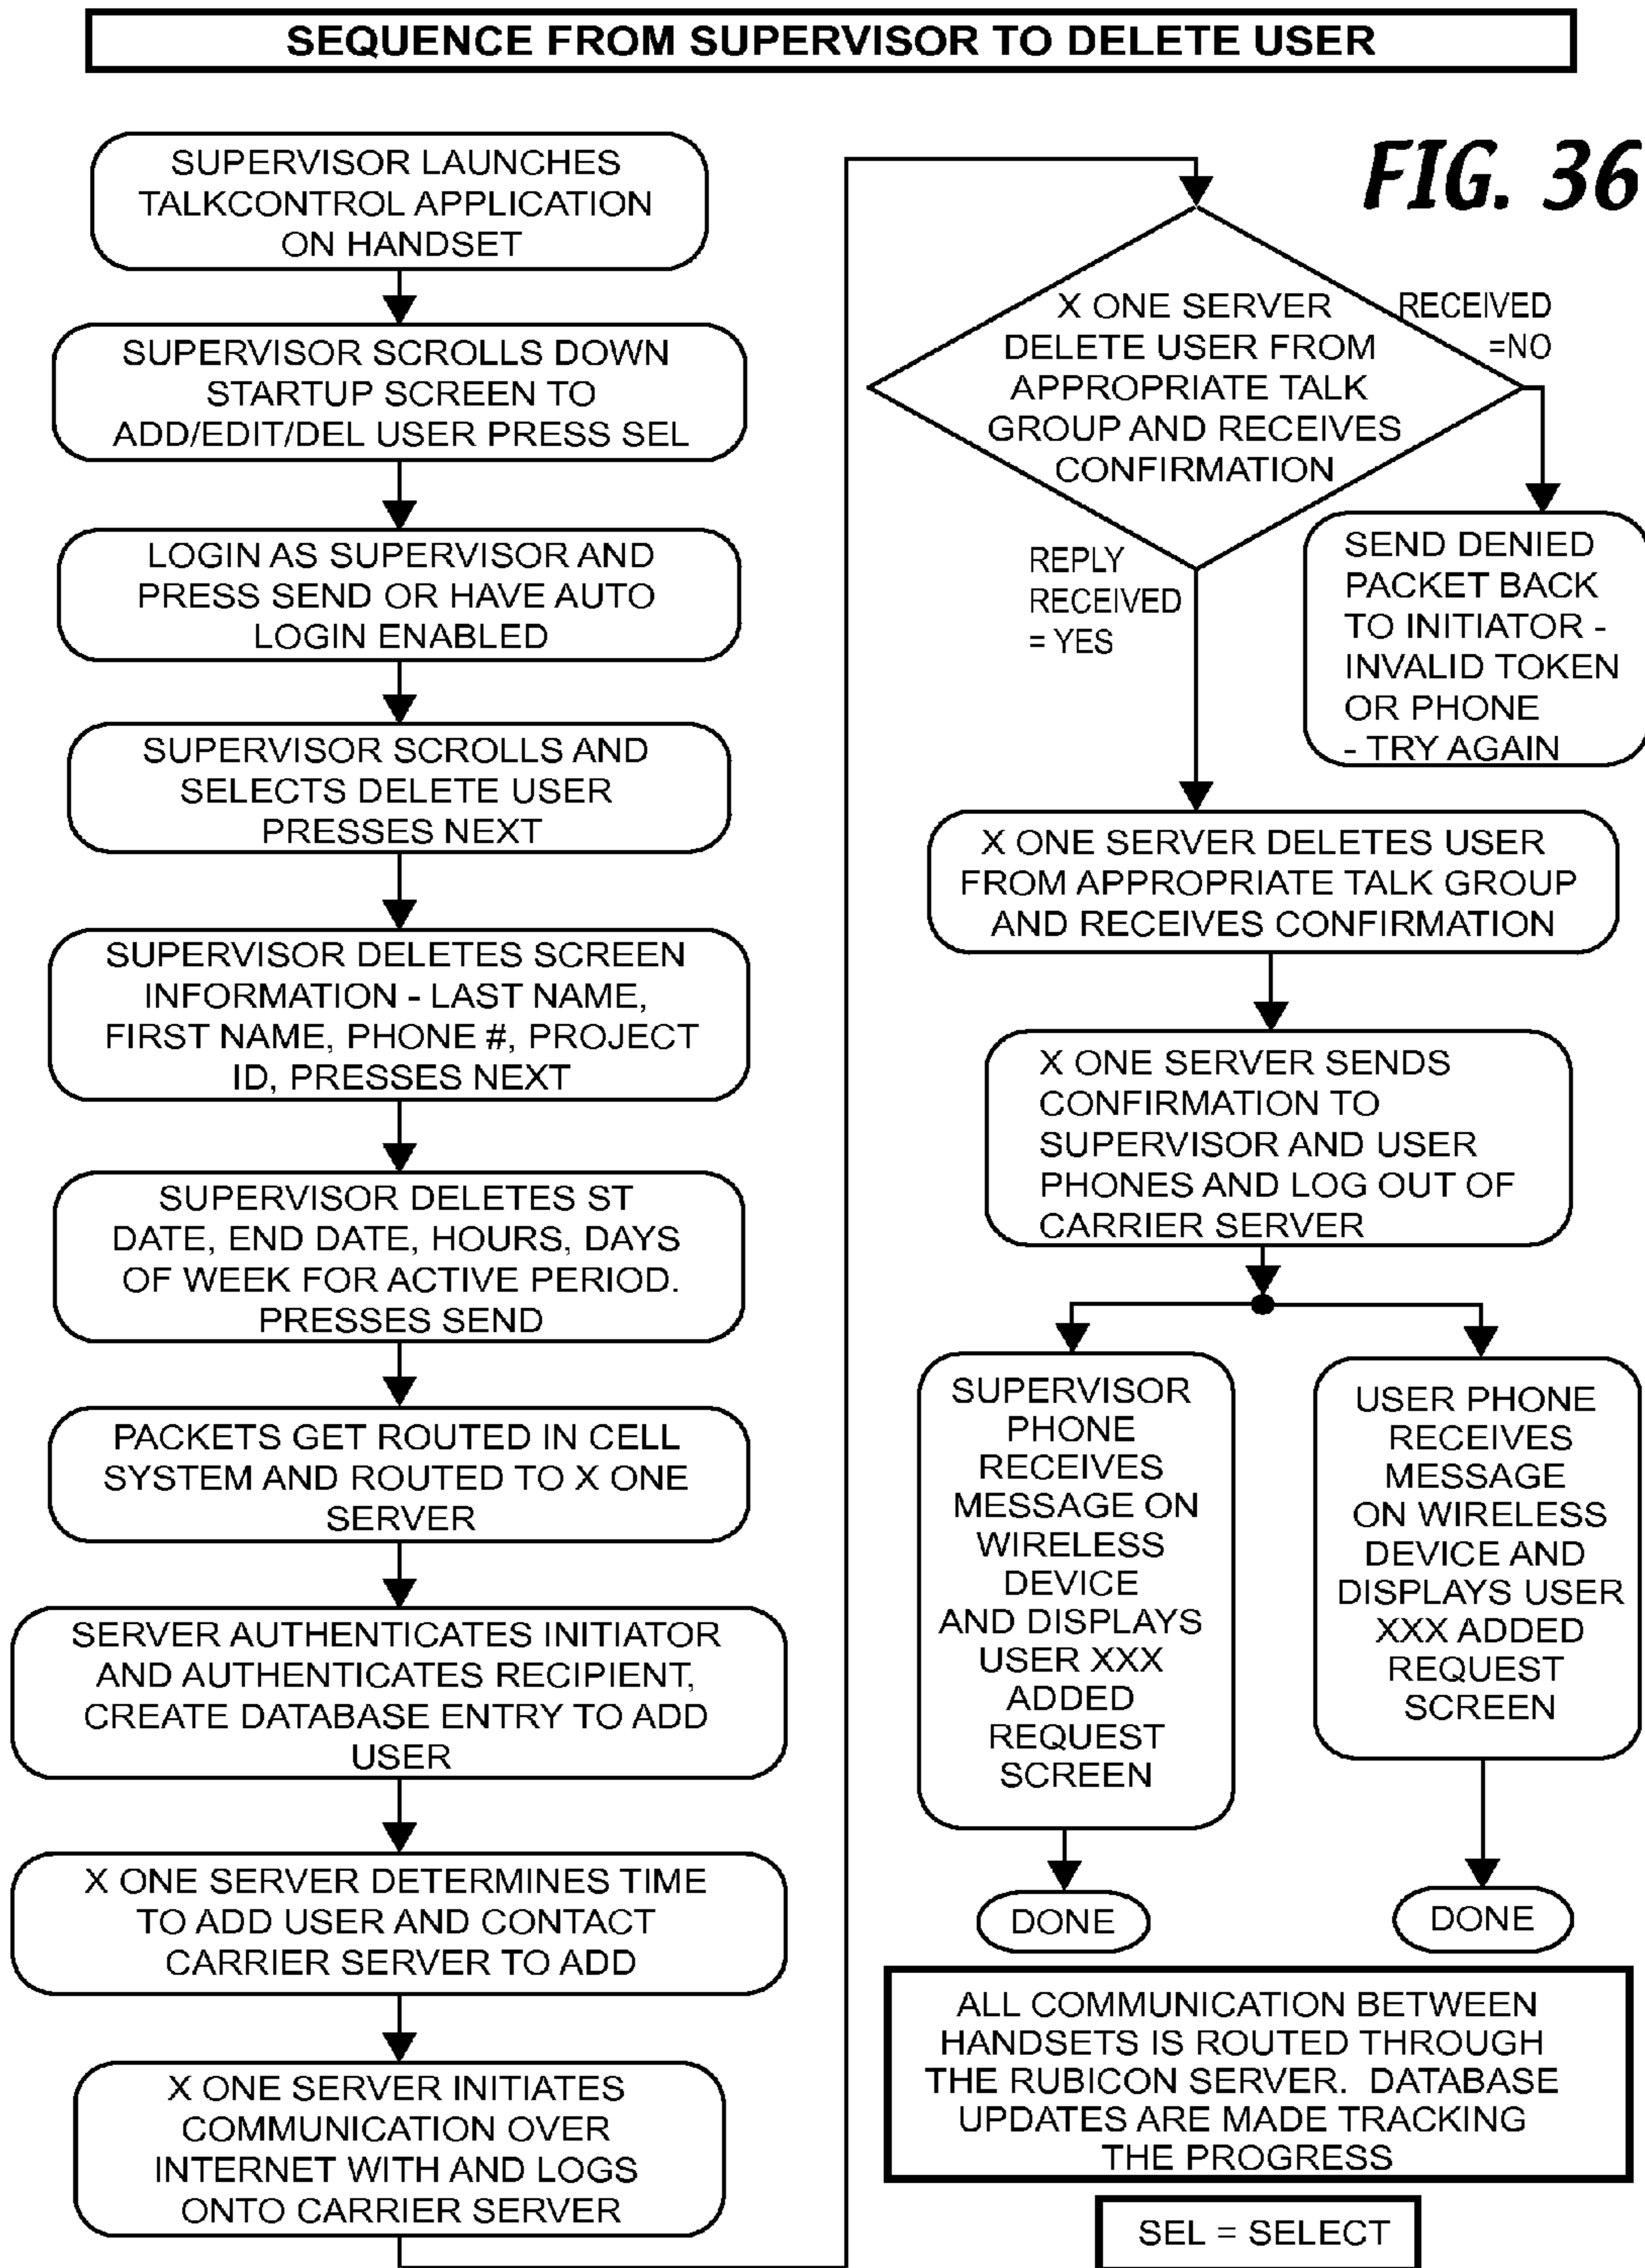 SEQUENCE FROM SUPERVISOR TO DELETE USER
FIG. 36
SUPERVISOR LAUNCHES
TALKCONTROL APPLICATION
ON HANDSET
SUPERVISOR SCROLLS DOWN
STARTUP SCREEN TO
ADD/EDIT/DEL USER PRESS SEL
LOGIN AS SUPERVISOR AND
PRESS SEND OR HAVE AUTO
LOGIN ENABLED
SUPERVISOR SCROLLS AND
SELECTS DELETE USER
PRESSES NEXT
SUPERVISOR DELETES SCREEN
INFORMATION - LAST NAME,
FIRST NAME, PHONE #, PROJECT
ID, PRESSES NEXT
SUPERVISOR DELETES ST
DATE, END DATE, HOURS, DAYS
OF WEEK FOR ACTIVE PERIOD.
PRESSES SEND
PACKETS GET ROUTED IN CELL
SYSTEM AND ROUTED TO X ONE
SERVER
SERVER AUTHENTICATES INITIATOR
AND AUTHENTICATES RECIPIENT,
CREATE DATABASE ENTRY TO ADD
USER
X ONE SERVER DETERMINES TIME
TO ADD USER AND CONTACT
CARRIER SERVER TO ADD
X ONE SERVER INITIATES
COMMUNICATION OVER
INTERNET WITH AND LOGS
ONTO CARRIER SERVER
X ONE SERVER
DELETE USER FROM
APPROPRIATE TALK
GROUP AND RECEIVES
CONFIRMATION
RECEIVED
=NO
SEND DENIED
PACKET BACK
TO INITIATOR -
INVALID TOKEN
OR PHONE
- TRY AGAIN
REPLY
RECEIVED
= YES
X ONE SERVER DELETES USER
FROM APPROPRIATE TALK GROUP
AND RECEIVES CONFIRMATION
X ONE SERVER SENDS
CONFIRMATION TO
SUPERVISOR AND USER
PHONES AND LOG OUT OF
CARRIER SERVER
SUPERVISOR
PHONE
RECEIVES
MESSAGE ON
WIRELESS
DEVICE
AND DISPLAYS
USER XXX
ADDED
REQUEST
SCREEN
DONE
USER PHONE
RECEIVES
MESSAGE
ON WIRELESS
DEVICE AND
DISPLAYS USER
XXX ADDED
REQUEST
SCREEN
DONE
ALL COMMUNICATION BETWEEN
HANDSETS IS ROUTED THROUGH
THE RUBICON SERVER. DATABASE
UPDATES ARE MADE TRACKING
THE PROGRESS
SEL = SELECT